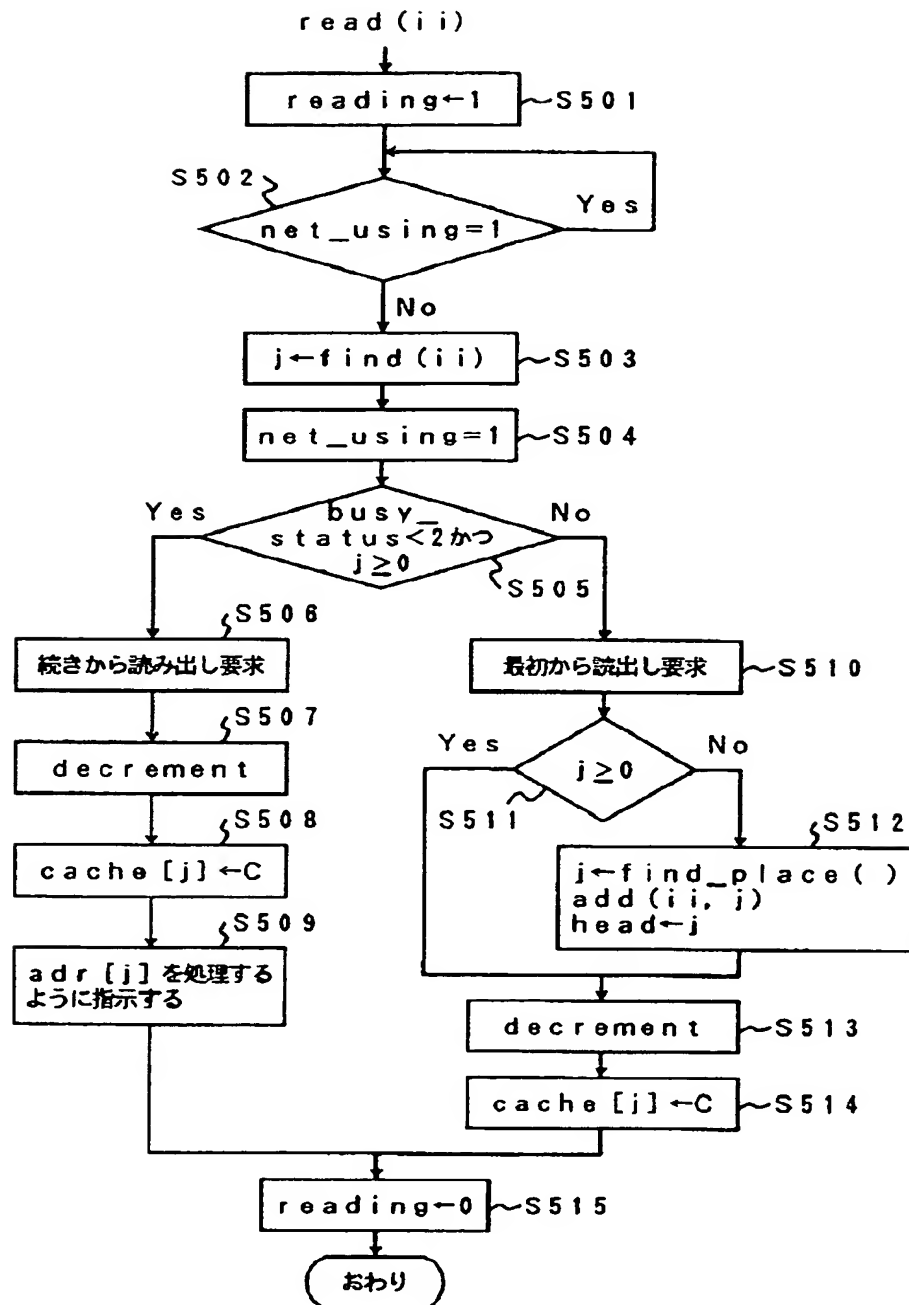 read(ii)
reading←1
S501
S502
Yes
net_using=1
No
j←find(ii)
S503
net_using=1
S504
Yes
No
busy_
status<2かつ
j≧0
S505
S506
続きから読み出し要求
最初から読出し要求
S510
S507
decrement
Yes
No
j≧0
S511
S508
cache[j]←C
S512
j←find_place()
add(ii, j)
head←j
S509
adr[j]を処理する
ように指示する
decrement
S513
cache[j]←C
S514
reading←0
S515
おわり